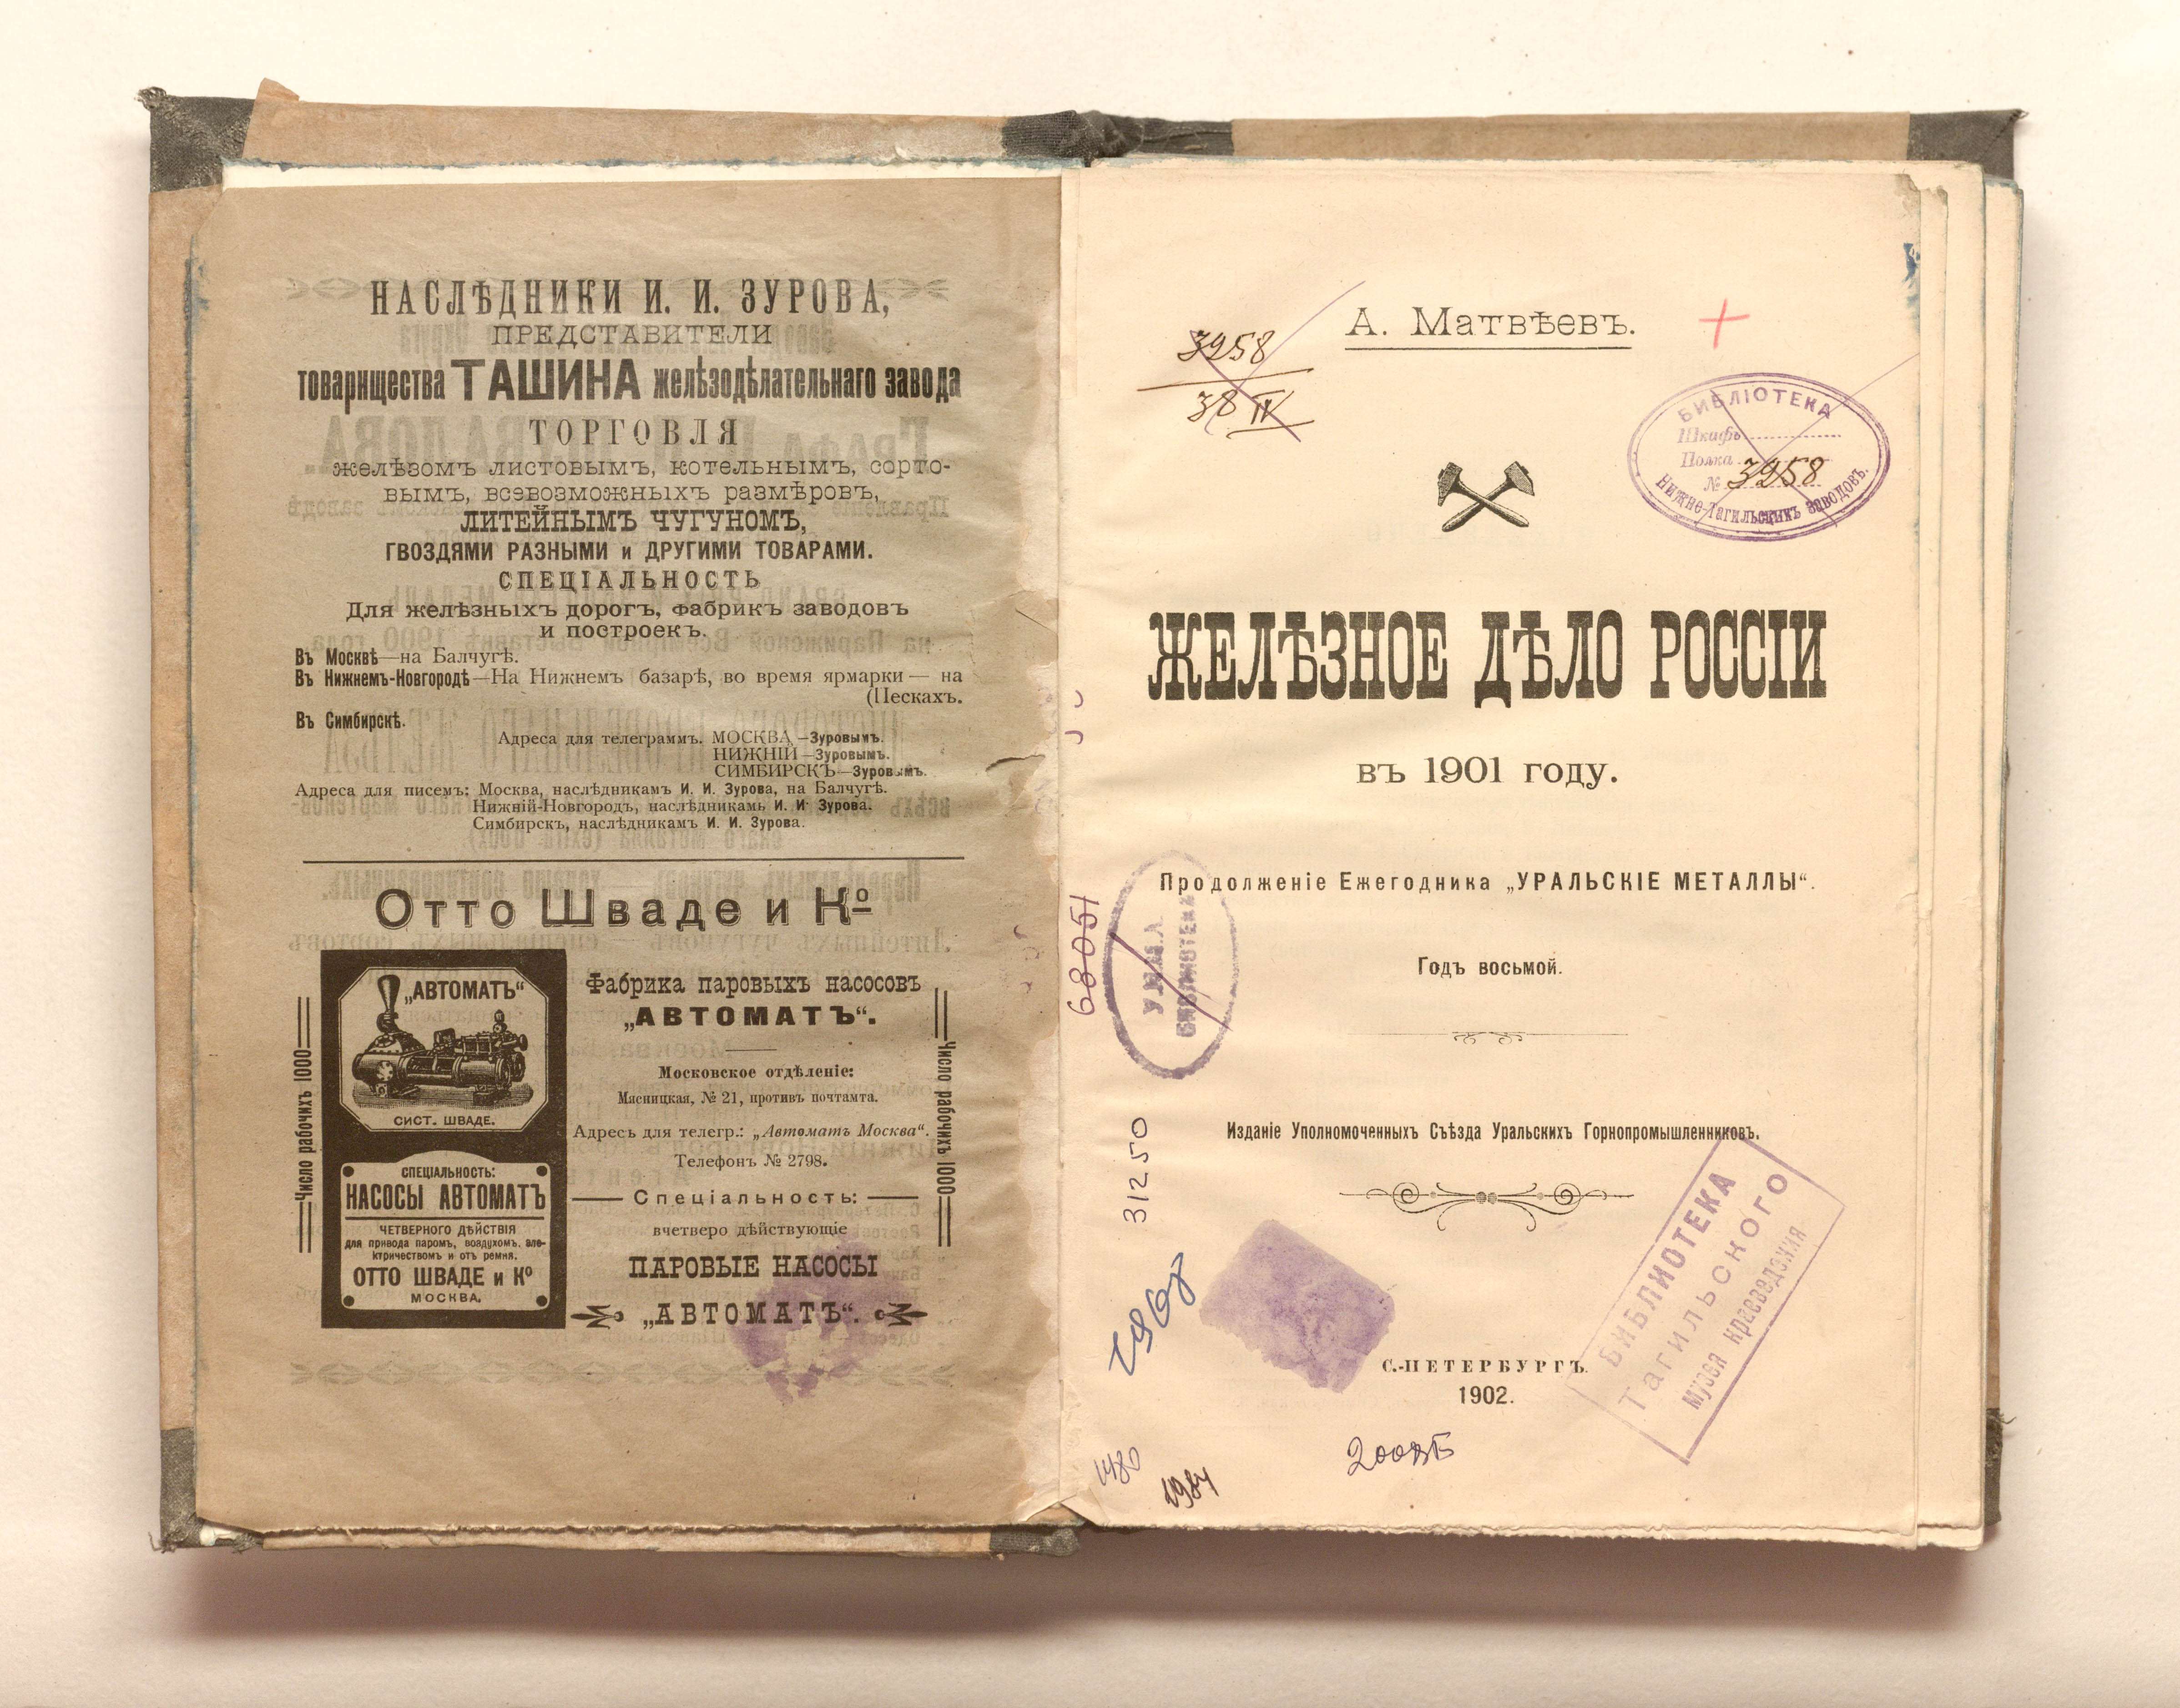 НАСЛѢДНИКИ И. И. ЗУРОВА,
ПРЕДСТАВИТЕЛИ
товарищества ТАШИНА желѣзодѣлательнаго завода
ТОРГОВЛЯ
желѣзомъ листовымъ, котельнымъ, сорто-
вымъ, всевозможныхъ размѣровъ,
ЛИТЕЙНЫМЪ ЧУГУНОМЪ,
ГВОЗДЯМИ РАЗНЫМИ и ДРУГИМИ ТОВАРАМИ.
СПЕЦІАЛЬНОСТЬ
Для желѣзныхъ дорогъ, фабрикъ заводовъ
и построекъ.
Въ Москвѣ—на Балчугѣ.
Въ Нижнемъ-Новгородѣ—На Нижнемъ базарѣ, во время ярмарки — на
(Пескахъ.
Въ Симбирскѣ.
Адреса для телеграммъ. МОСКВА—Зуровымъ.
НИЖНІЙ—Зуровымъ.
СИМБИРСКЪ—Зуровымъ.
Адреса для писемъ: Москва, наслѣдникамъ И. И. Зурова, на Балчугѣ.
Нижній-Новгородъ, наслѣдникамъ И. И. Зурова.
Симбирскъ, наслѣдникамъ И. И. Зурова.
Отто Шваде и Ко
„АВТОМАТЪ“
СИСТ. ШВАДЕ.
СПЕЦІАЛЬНОСТЬ:
НАСОСЫ АВТОМАТЪ
ЧЕТВЕРНОГО ДѢЙСТВІЯ
для привода паромъ, воздухомъ, эле-
ктричествомъ и отъ ремня.
ОТТО ШВАДЕ и Ко
МОСКВА.
Число рабочихъ 1000
Фабрика паровыхъ насосовъ
„АВТОМАТЪ“.
Московское отдѣленіе:
Мясницкая, № 21, противъ почтамта.
Адресъ для телегр.: „Автоматъ Москва“.
Телефонъ № 2798.
Спеціальность:
вчетверо дѣйствующіе
ПАРОВЫЕ НАСОСЫ
„АВТОМАТЪ“.
Число рабочихъ 1000
А. Матвѣевъ.
3958
38 II
БИБЛІОТЕКА
Шкафъ
Полка
№ 3958
Нижне-Тагильскихъ заводовъ.
ЖЕЛѢЗНОЕ ДѢЛО РОССІИ
въ 1901 году.
Продолженіе Ежегодника „УРАЛЬСКІЕ МЕТАЛЛЫ“.
Годъ восьмой.
68051
БИБЛИОТЕКА
Изданіе Уполномоченныхъ Съѣзда Уральскихъ Горнопромышленниковъ.
31250
БИБЛИОТЕКА
Тагильского
музея краеведения
С.-ПЕТЕРБУРГЪ.
1902.
1984